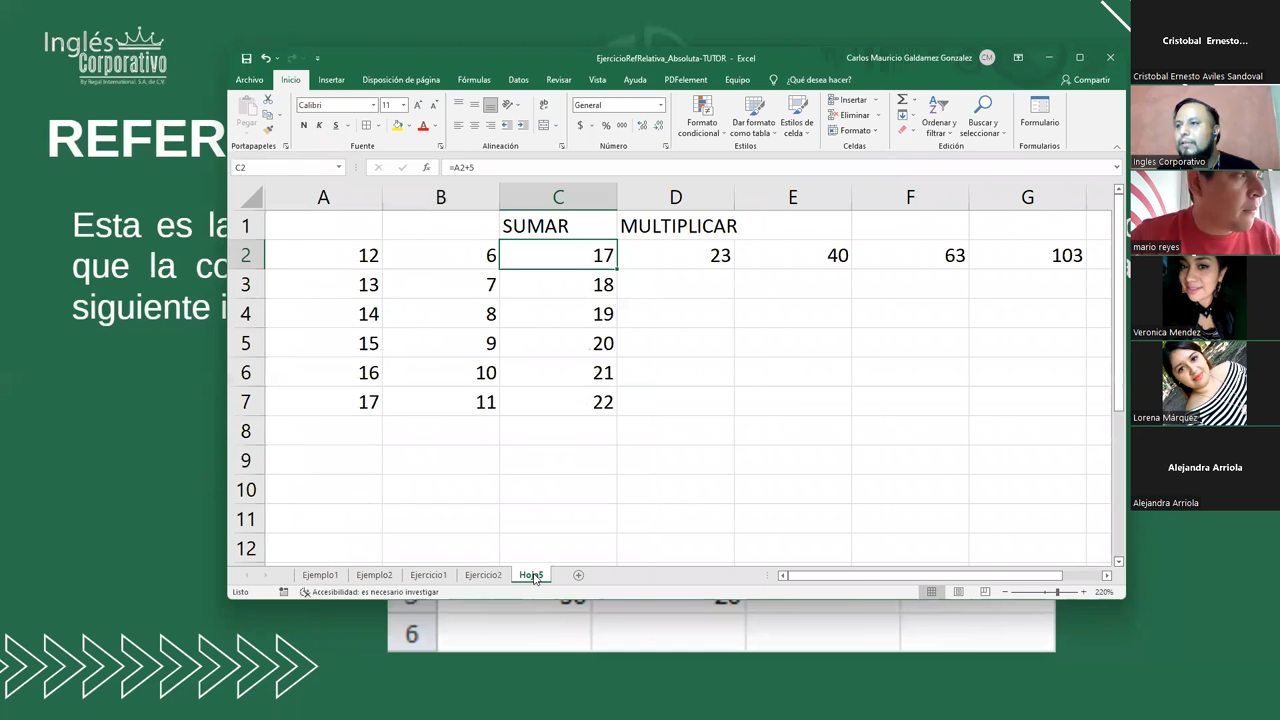 Inglés
Corporativo
By Regal International, S.A. de C.V.
REFER
Esta es la
que la co
siguiente i
EjercicioRefRelativa_Absoluta-TUTOR - Excel
Carlos Mauricio Galdamez Gonzalez
CM
Archivo Inicio Insertar Disposición de página Fórmulas Datos Revisar Vista Ayuda PDFelement Equipo ¿Qué desea hacer? Compartir
Calibri 11 General
Pegar
N K S
Formato condicional
Dar formato como tabla
Estilos de celda
Insertar
Eliminar
Formato
Ordenar y filtrar
Buscar y seleccionar
Formulario
Portapapeles Fuente Alineación Número Estilos Celdas Edición Formulario
C2 fx =A2+5
A B C D E F G
1 SUMAR MULTIPLICAR
2 12 6 17 23 40 63 103
3 13 7 18
4 14 8 19
5 15 9 20
6 16 10 21
7 17 11 22
8
9
10
11
12
Ejemplo1 Ejemplo2 Ejercicio1 Ejercicio2 Hoja5
Listo Accesibilidad: es necesario investigar 220%
6
Cristobal Ernesto...
Cristobal Ernesto Aviles Sandoval
Ingles Corporativo
mario reyes
Veronica Mendez
Lorena Márquez
Alejandra Arriola
Alejandra Arriola